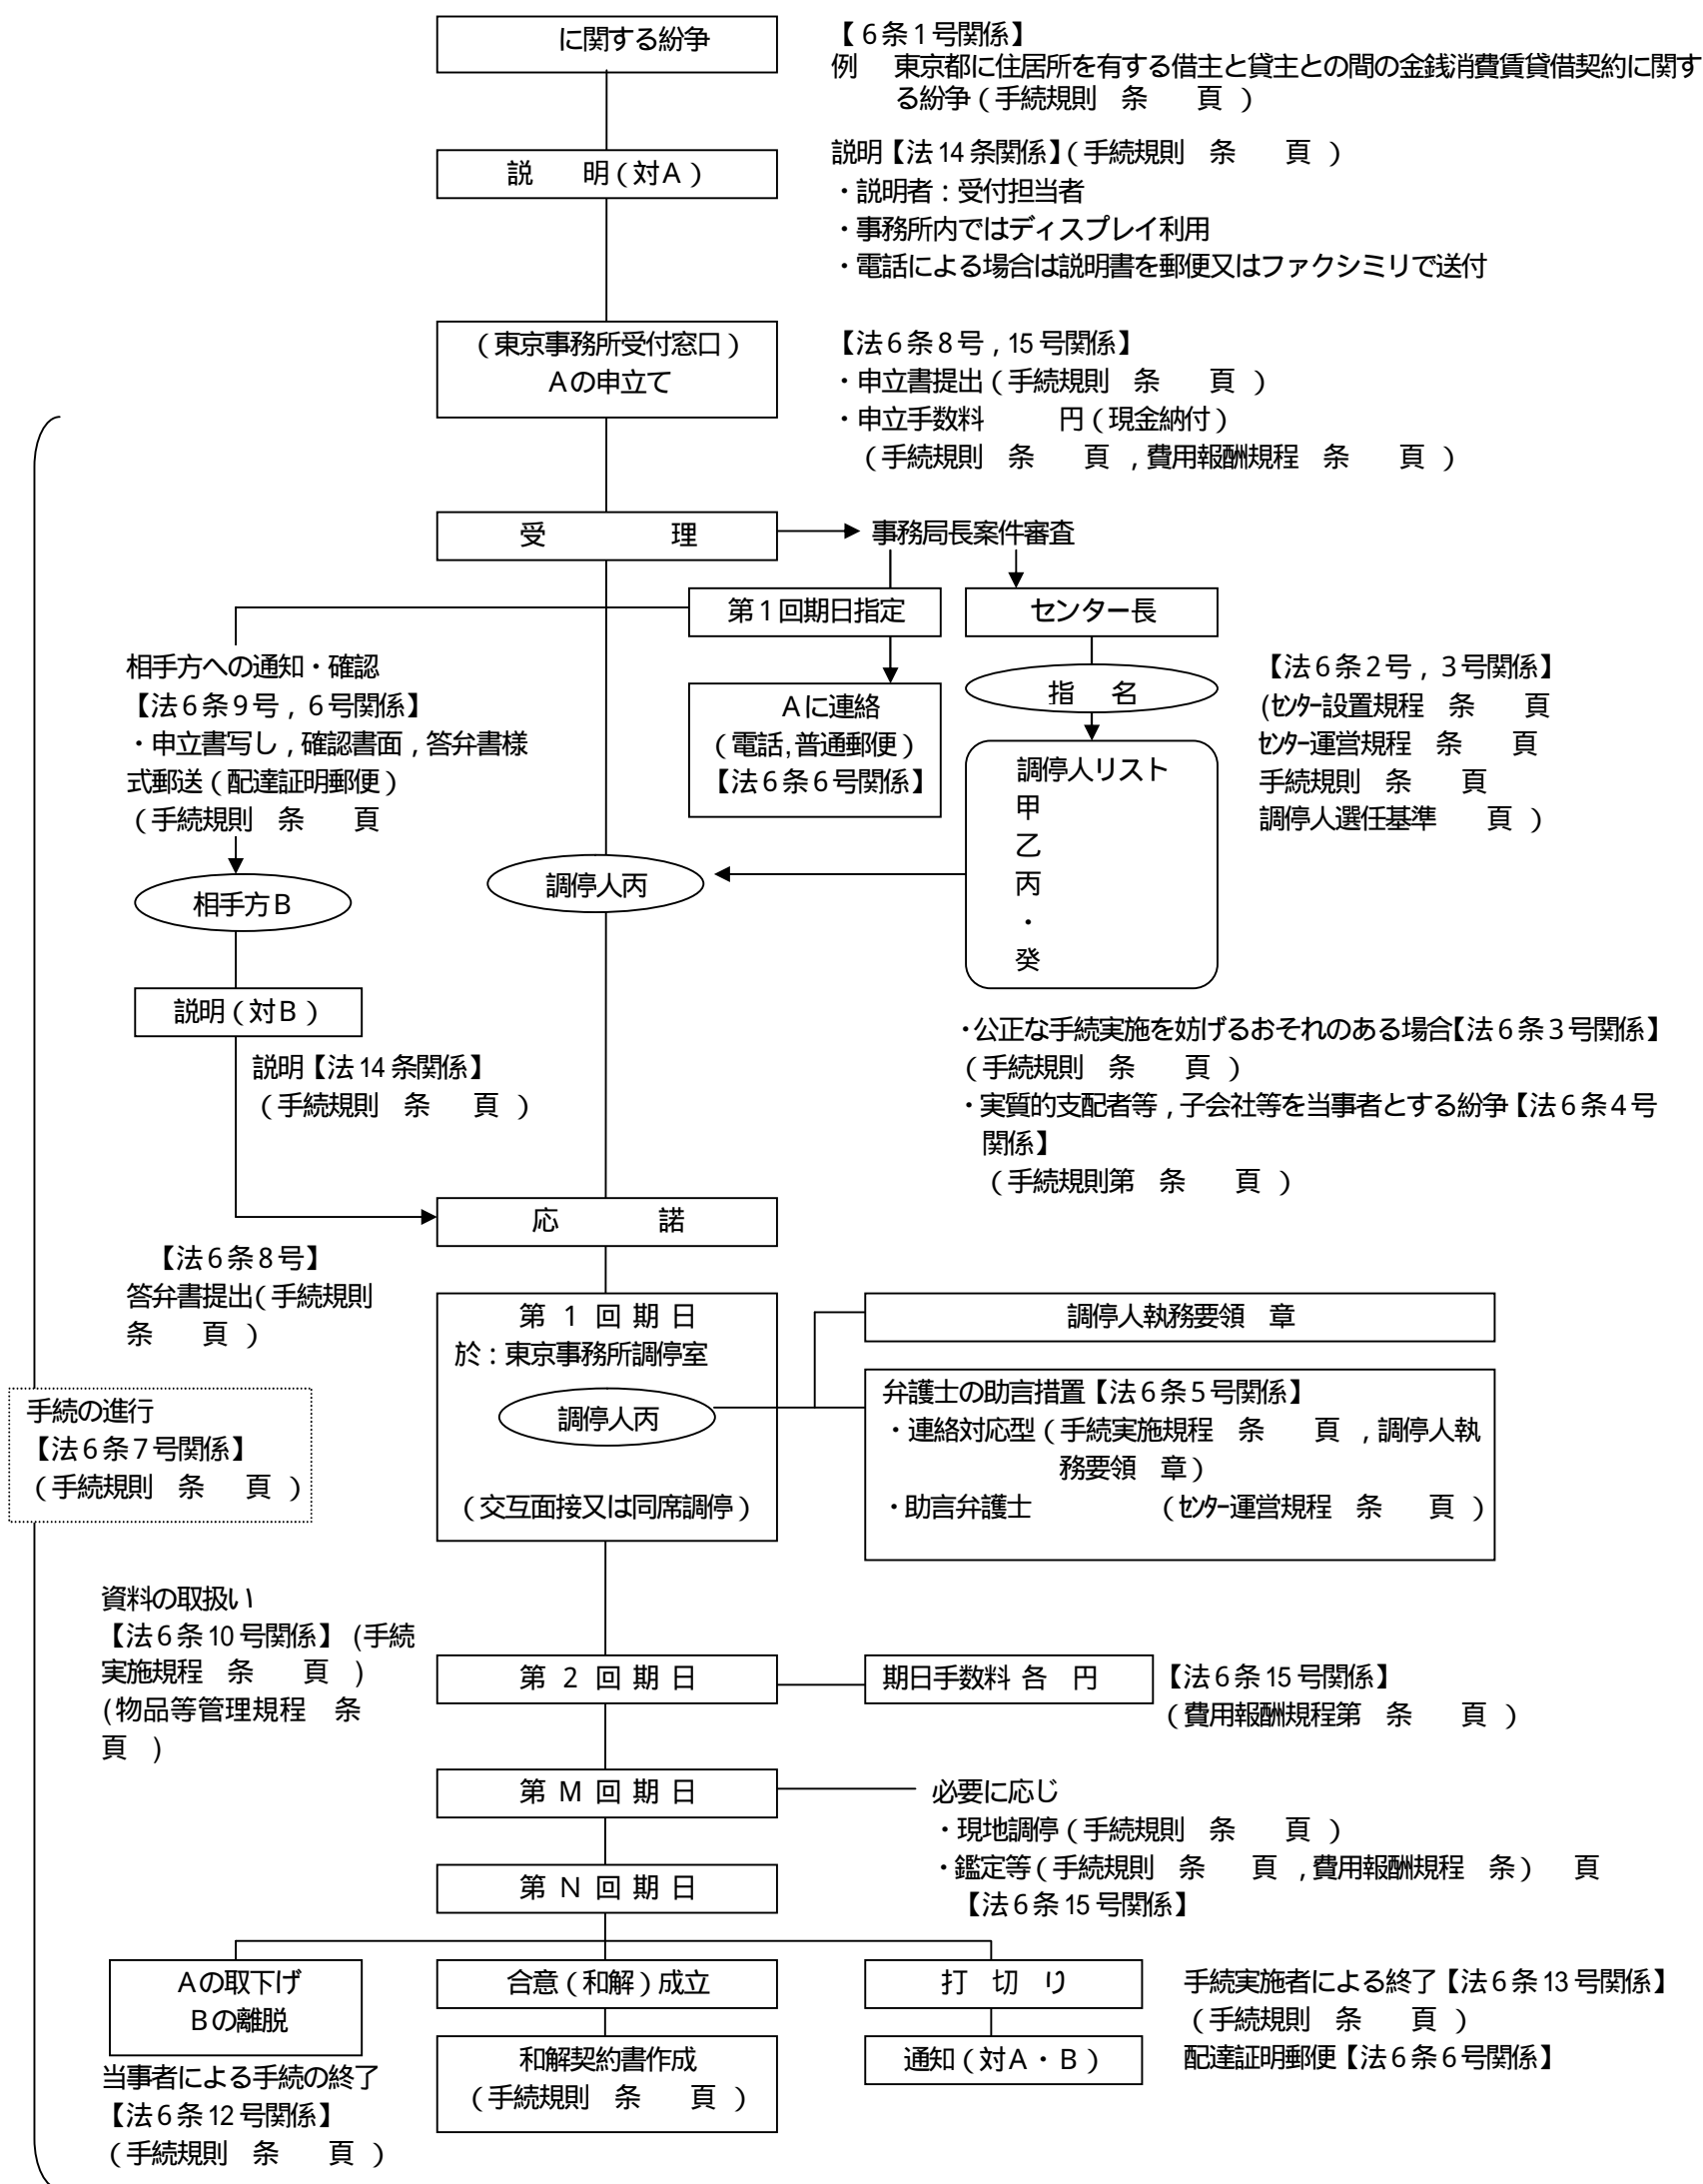 に関する紛争
【6条1号関係】
例　東京都に住居所を有する借主と貸主との間の金銭消費賃貸借契約に関す
る紛争（手続規則　条　　頁　）
説　　明（対A）
説明【法14条関係】（手続規則　条　　頁　）
・説明者：受付担当者
・事務所内ではディスプレイ利用
・電話による場合は説明書を郵便又はファクシミリで送付
（東京事務所受付窓口）
Aの申立て
【法6条8号，15号関係】
・申立書提出（手続規則　条　　頁　）
・申立手数料　　　円（現金納付）
（手続規則　条　　頁　，費用報酬規程　条　　頁　）
受　　　　　理
事務局長案件審査
第1回期日指定
センター長
相手方への通知・確認
【法6条9号，6号関係】
・申立書写し，確認書面，答弁書様
式郵送（配達証明郵便）
（手続規則　条　　頁
Aに連絡
（電話,普通郵便）
【法6条6号関係】
指　名
【法6条2号，3号関係】
(ｾﾝﾀｰ設置規程　条　　頁
ｾﾝﾀｰ運営規程　条　　頁
手続規則　条　　頁
調停人選任基準　　頁　）
調停人リスト
甲
乙
丙
・
癸
調停人丙
相手方B
説明（対B）
説明【法14条関係】
（手続規則　条　　頁　）
・公正な手続実施を妨げるおそれのある場合【法6条3号関係】
（手続規則　条　　頁　）
・実質的支配者等，子会社等を当事者とする紛争【法6条4号
関係】
（手続規則第　条　　頁　）
応　　　　諾
【法6条8号】
答弁書提出（手続規則
条　　頁　）
第　1　回　期　日
於：東京事務所調停室
調停人丙
（交互面接又は同席調停）
調停人執務要領　章
弁護士の助言措置【法6条5号関係】
・連絡対応型（手続実施規程　条　　頁　，調停人執
務要領　章）
・助言弁護士　　　　　（ｾﾝﾀｰ運営規程　条　　頁　）
手続の進行
【法6条7号関係】
（手続規則　条　　頁　）
資料の取扱い
【法6条10号関係】（手続
実施規程　条　　頁　）
（物品等管理規程　条
頁　）
第　2　回　期　日
期日手数料 各　円
【法6条15号関係】
（費用報酬規程第　条　　頁　）
第　M　回　期　日
必要に応じ
・現地調停（手続規則　条　　頁　）
・鑑定等（手続規則　条　　頁　，費用報酬規程　条）　頁
【法6条15号関係】
第　N　回　期　日
Aの取下げ
Bの離脱
合意（和解）成立
打　切　り
手続実施者による終了【法6条13号関係】
（手続規則　条　　頁　）
配達証明郵便【法6条6号関係】
和解契約書作成
（手続規則　条　　頁　）
通知（対A・B）
当事者による手続の終了
【法6条12号関係】
（手続規則　条　　頁　）